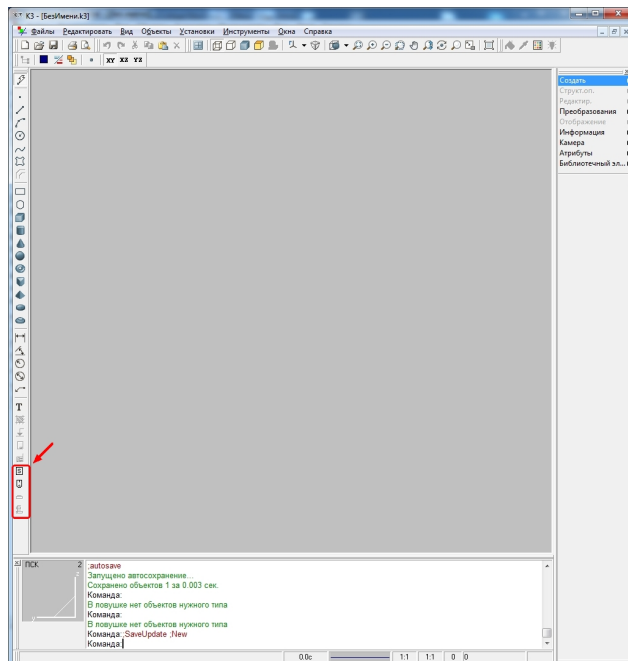 К3 - [БезИмени.k3]
Файлы Редактировать Вид Объекты Установки Инструменты Окна Справка
XY XZ YZ
Создать
Структ.оп.
Редактир.
Преобразования
Отображение
Информация
Камера
Атрибуты
Библиотечный эл...
T
S
ПСК 2
z
y
;autosave
Запущено автосохранение...
Сохранено объектов 1 за 0.003 сек.
Команда:
В ловушке нет объектов нужного типа
Команда:
В ловушке нет объектов нужного типа
Команда:;SaveUpdate ;New
Команда:
0.0с 1:1 1:1 0 0